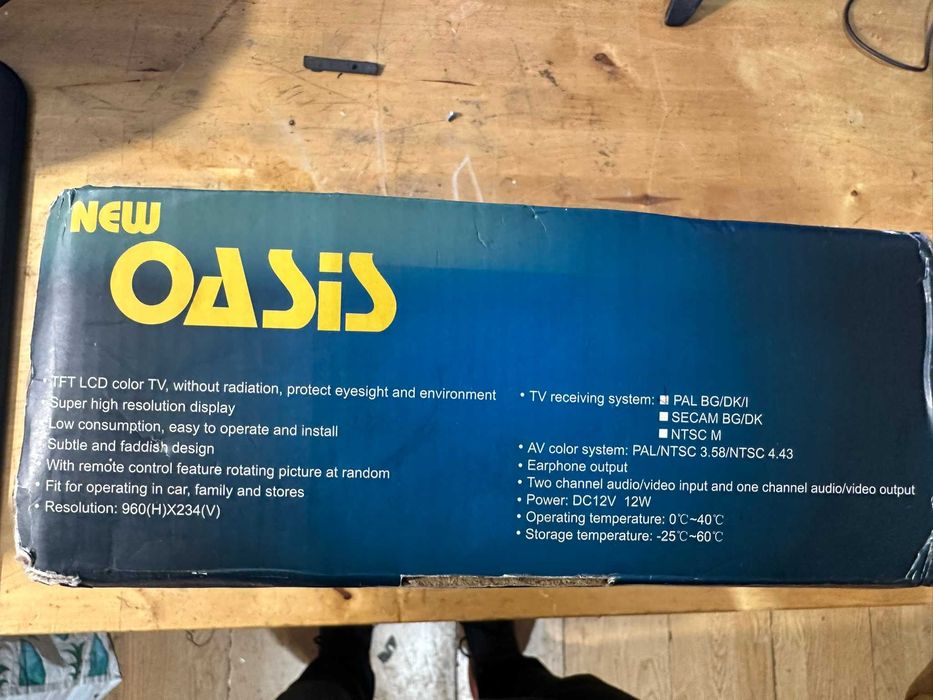 NEW
OASiS
• TFT LCD color TV, without radiation, protect eyesight and environment
• Super high resolution display
• Low consumption, easy to operate and install
• Subtle and faddish design
• With remote control feature rotating picture at random
• Fit for operating in car, family and stores
• Resolution: 960(H)X234(V)
• TV receiving system: PAL BG/DK/I
SECAM BG/DK
NTSC M
• AV color system: PAL/NTSC 3.58/NTSC 4.43
• Earphone output
• Two channel audio/video input and one channel audio/video output
• Power: DC12V 12W
• Operating temperature: 0℃~40℃
• Storage temperature: -25℃~60℃